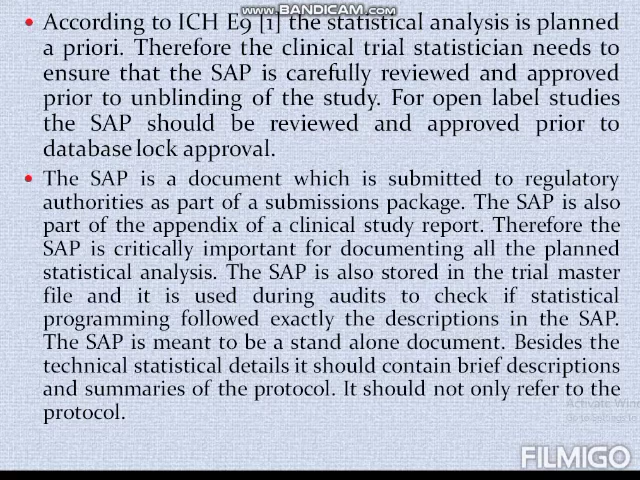 www.BANDICAM.com
According to ICH E9 [1] the statistical analysis is planned
a priori. Therefore the clinical trial statistician needs to
ensure that the SAP is carefully reviewed and approved
prior to unblinding of the study. For open label studies
the SAP should be reviewed and approved prior to
database lock approval.
The SAP is a document which is submitted to regulatory
authorities as part of a submissions package. The SAP is also
part of the appendix of a clinical study report. Therefore the
SAP is critically important for documenting all the planned
statistical analysis. The SAP is also stored in the trial master
file and it is used during audits to check if statistical
programming followed exactly the descriptions in the SAP.
The SAP is meant to be a stand alone document. Besides the
technical statistical details it should contain brief descriptions
and summaries of the protocol. It should not only refer to the
protocol.
Activate Win
FILMIGO